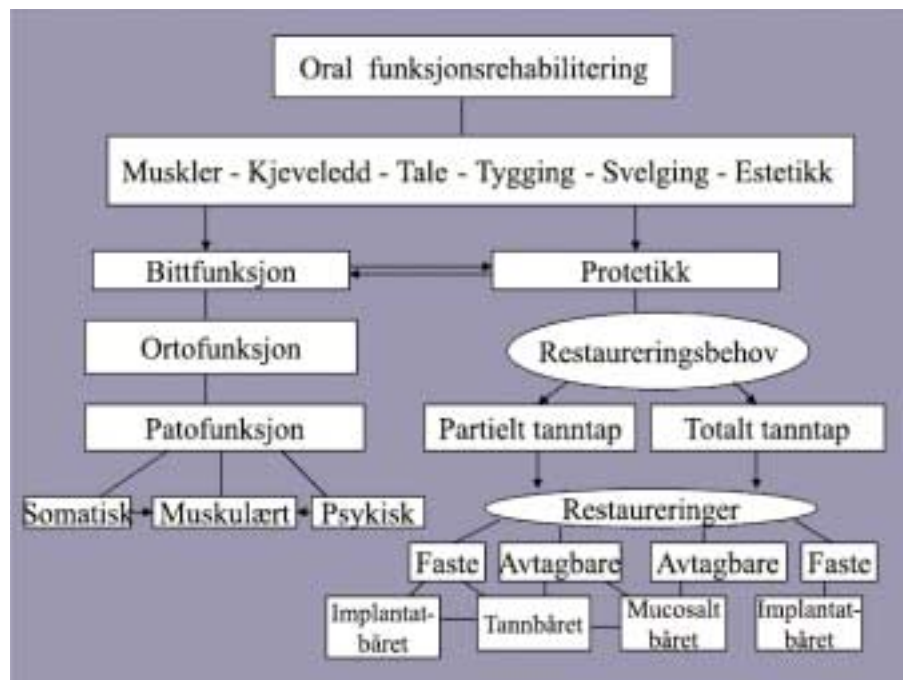 Oral funksjonsrehabilitering
Muskler - Kjeveledd - Tale - Tygging - Svelging - Estetikk
Bittfunksjon
Protetikk
Ortofunksjon
Restaureringsbehov
Patofunksjon
Partielt tanntap
Totalt tanntap
Somatisk
Muskulært
Psykisk
Restaureringer
Faste
Avtagbare
Avtagbare
Faste
Implantat-
båret
Tannbåret
Mucosalt
båret
Implantat-
båret